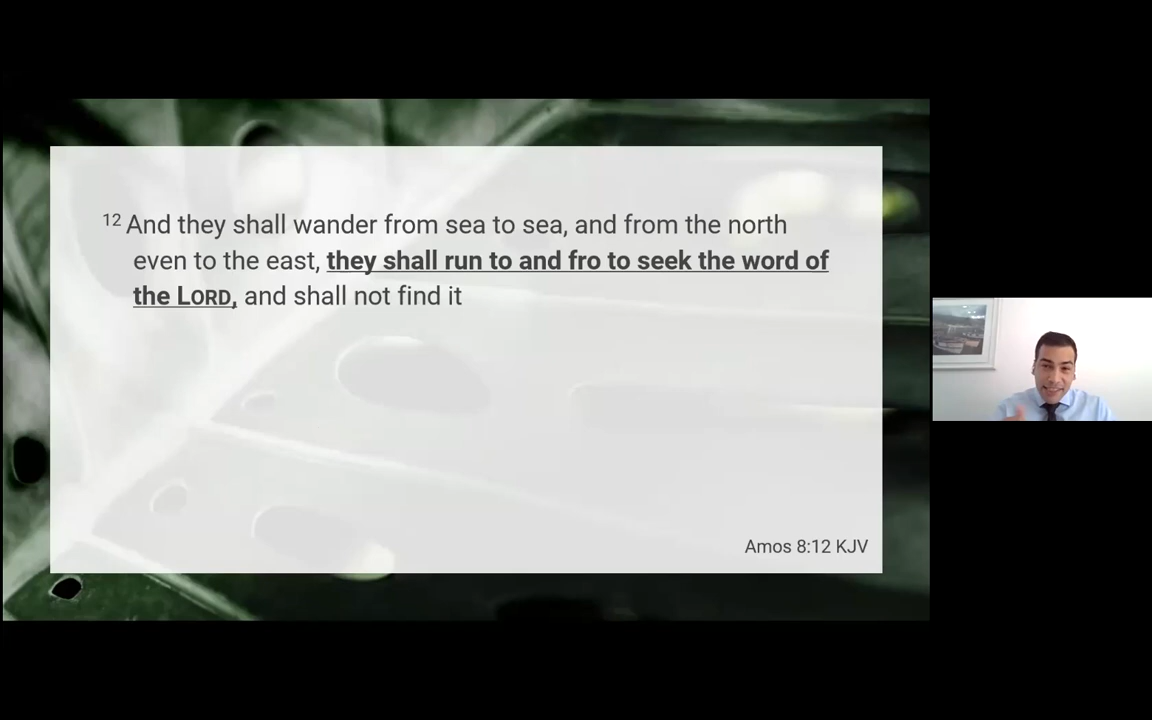 12 And they shall wander from sea to sea, and from the north
even to the east, they shall run to and fro to seek the word of
the LORD, and shall not find it
Amos 8:12 KJV